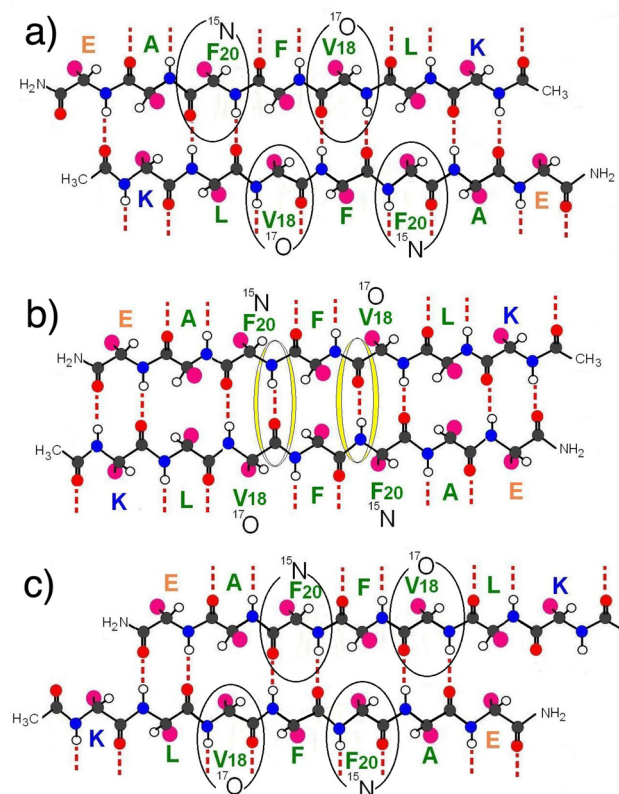 a)
¹⁵N ¹⁷O
E A F20 F V18 L K
H₂N CH₃
H₃C NH₂
K L V18 F F20 A E
¹⁷O ¹⁵N
b)
¹⁵N ¹⁷O
E A F20 F V18 L K
H₂N CH₃
H₃C NH₂
K L V18 F F20 A E
¹⁷O ¹⁵N
c)
¹⁵N ¹⁷O
E A F20 F V18 L K
H₂N
H₃C NH₂
K L V18 F F20 A E
¹⁷O ¹⁵N